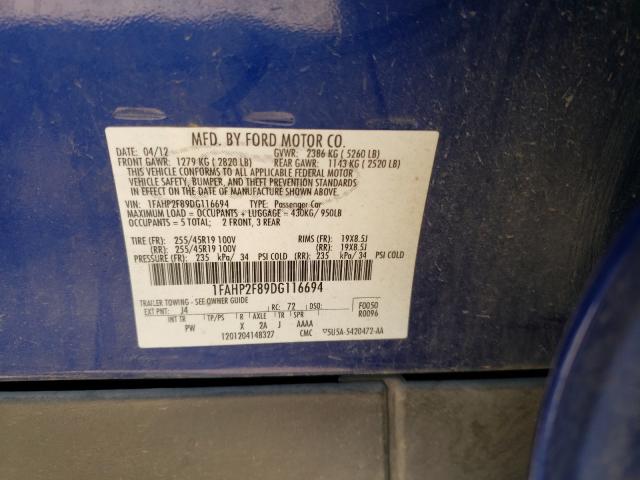 MFD. BY FORD MOTOR CO.
DATE: 04/12 GVWR: 2386 KG ( 5260 LB)
FRONT GAWR: 1279 KG ( 2820 LB) REAR GAWR: 1143 KG ( 2520 LB)
THIS VEHICLE CONFORMS TO ALL APPLICABLE FEDERAL MOTOR
VEHICLE SAFETY, BUMPER, AND THEFT PREVENTION STANDARDS
IN EFFECT ON THE DATE OF MANUFACTURE SHOWN ABOVE.
VIN: 1FAHP2F89DG116694 TYPE: Passenger Car
MAXIMUM LOAD = OCCUPANTS + LUGGAGE = 430KG/ 950LB
OCCUPANTS = 5 TOTAL: 2 FRONT, 3 REAR
TIRE (FR): 255/45R19 100V RIMS (FR): 19X8.5J
(RR): 255/45R19 100V (RR): 19X8.5J
PRESSURE (FR): 235 kPa/ 34 PSI COLD (RR): 235 kPa/ 34 PSI COLD
1FAHP2F89DG116694
TRAILER TOWING - SEE OWNER GUIDE
EXT PNT: J4 RC: 72 DSO: F0050
R0096
INT TR TP/PS R AXLE TR SPR
PW X 2A J AAAA
1201204148327 CMC 5U5A-5420472-AA